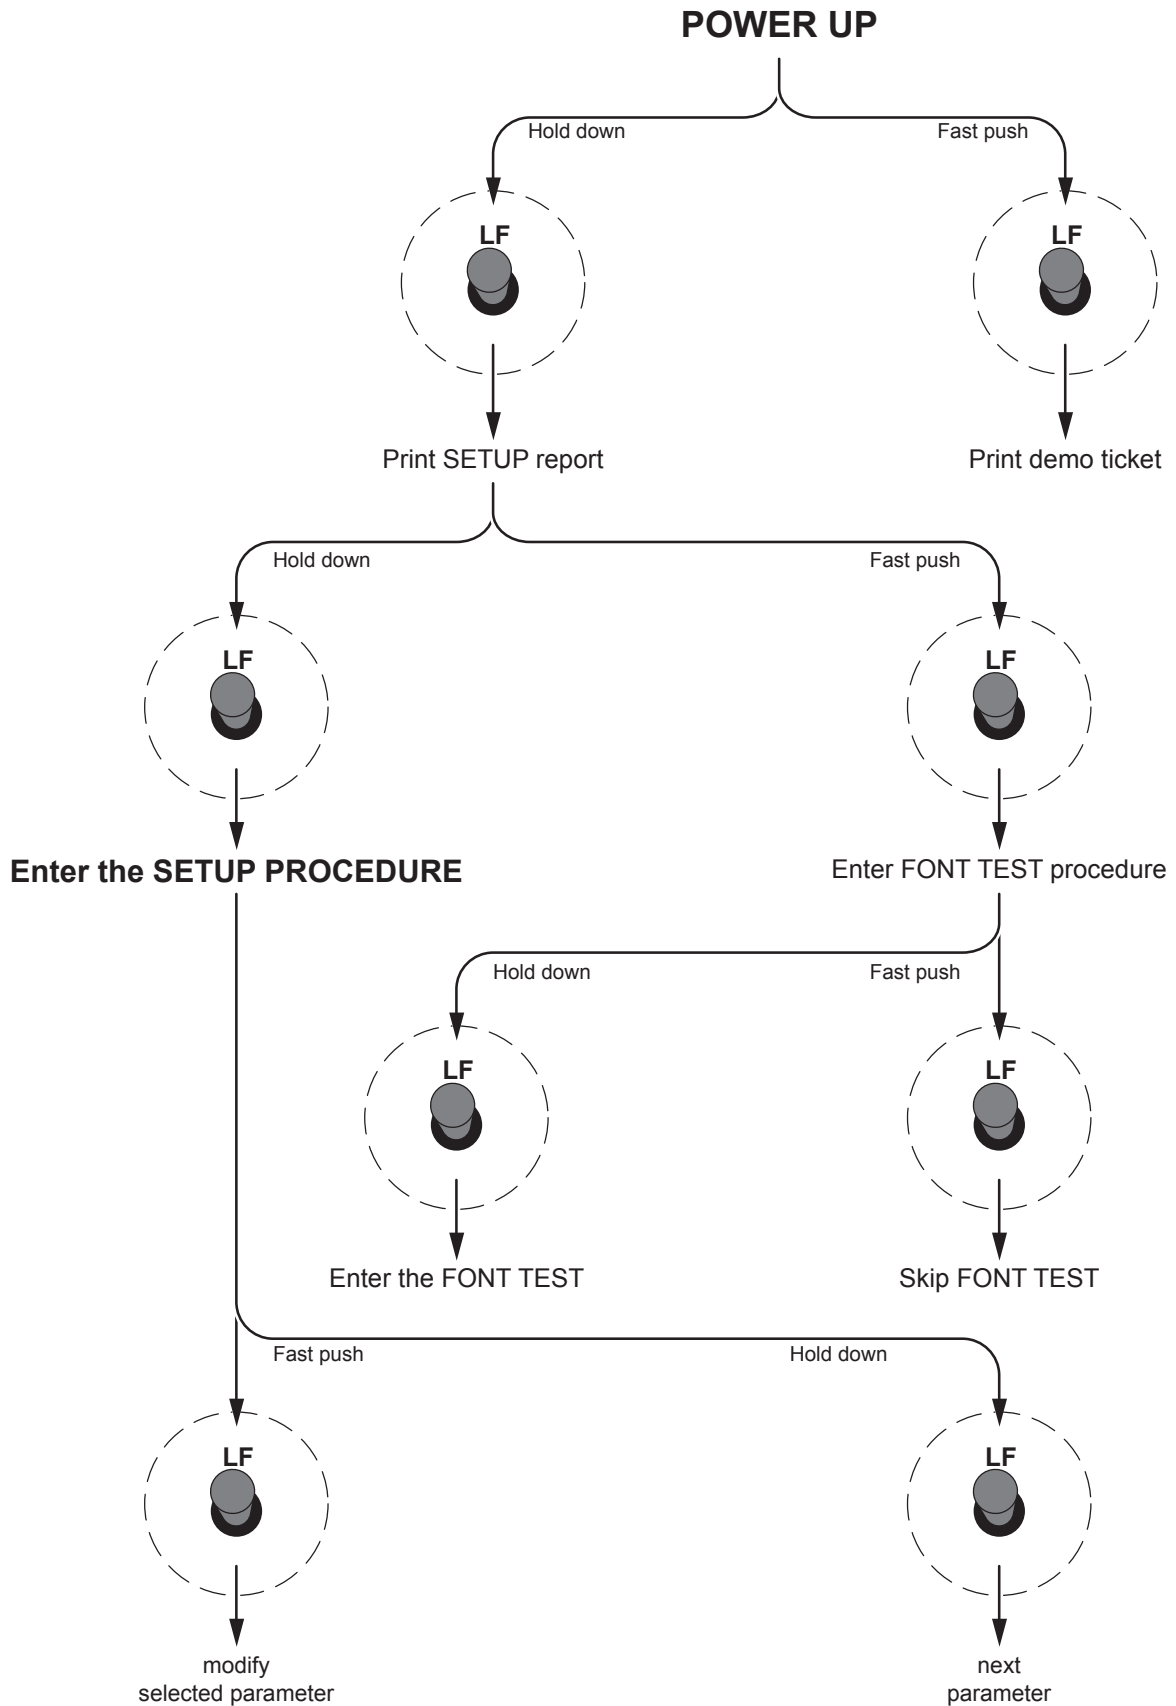 POWER UP
Hold down
Fast push
LF
LF
Print SETUP report
Print demo ticket
Hold down
Fast push
LF
LF
Enter the SETUP PROCEDURE
Enter FONT TEST procedure
Hold down
Fast push
LF
LF
Enter the FONT TEST
Skip FONT TEST
Fast push
Hold down
LF
LF
modify
selected parameter
next
parameter